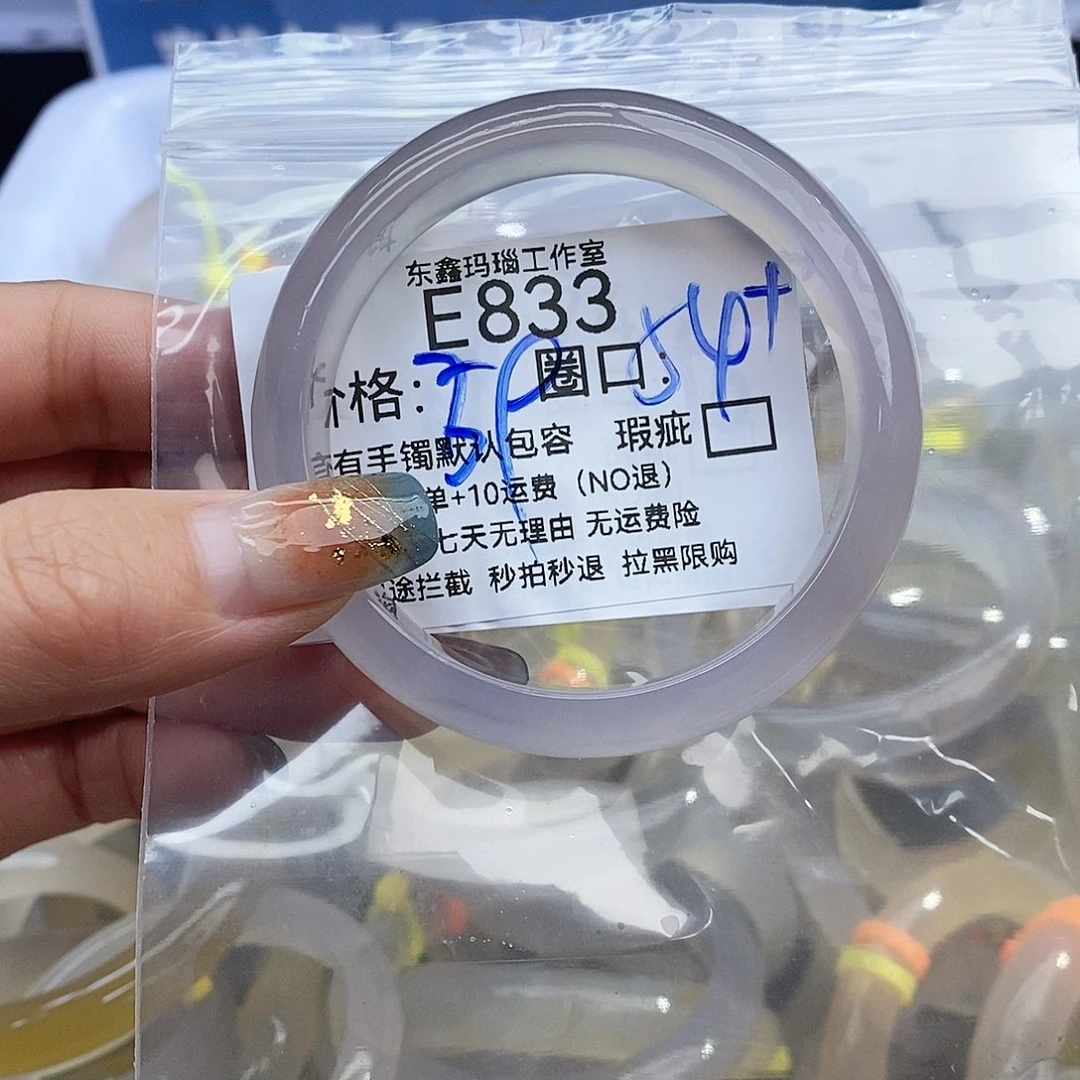 东鑫玛瑙工作室
E833
价格: 圈口: 54+
有手镯默认包容 瑕疵
单+10运费（NO退）
七天无理由 无运费险
途拦截 秒拍秒退 拉黑限购